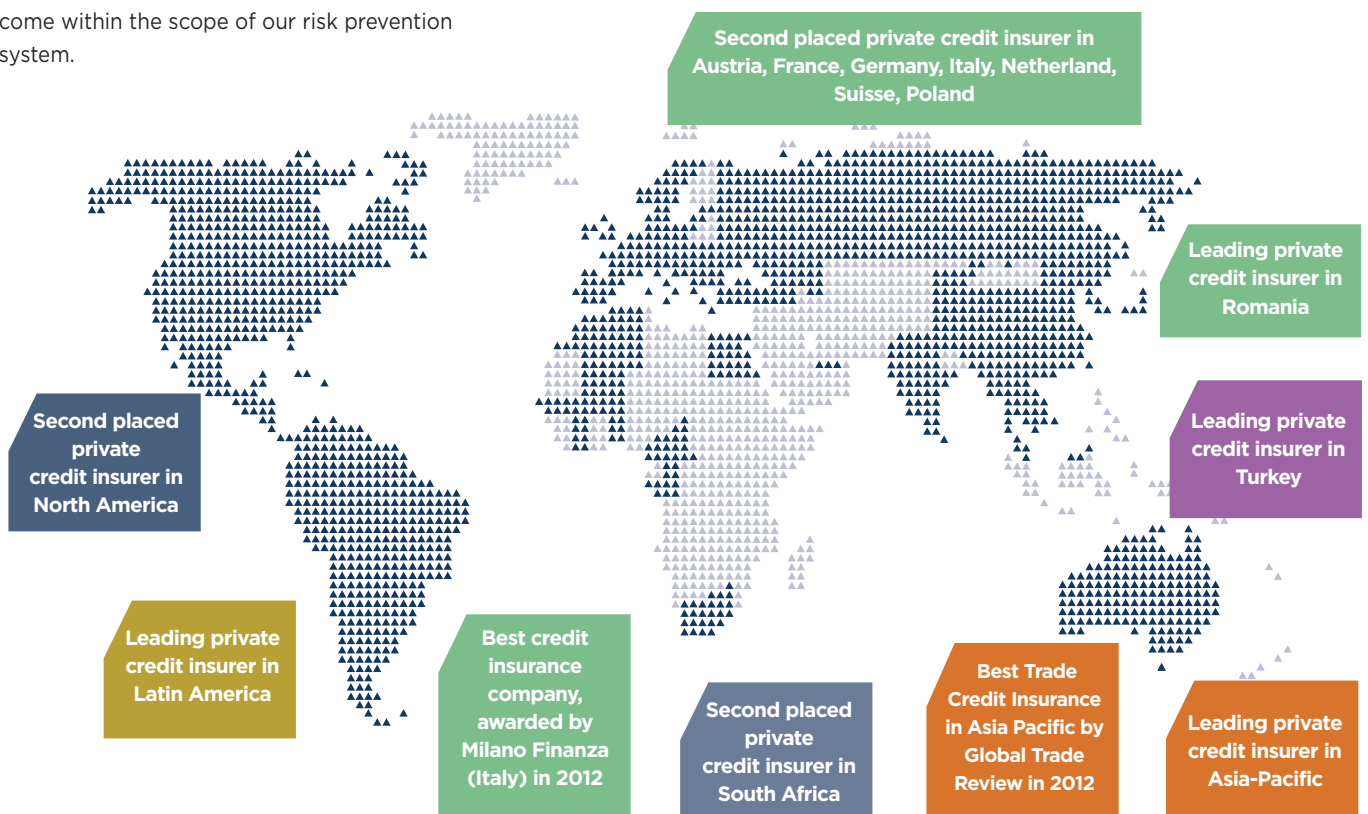 come within the scope of our risk prevention
system.
Second placed private credit insurer in
Austria, France, Germany, Italy, Netherland,
Suisse, Poland
Leading private
credit insurer in
Romania
Leading private
credit insurer in
Turkey
Second placed
private
credit insurer in
North America
Leading private
credit insurer in
Latin America
Best credit
insurance
company,
awarded by
Milano Finanza
(Italy) in 2012
Second placed
private
credit insurer in
South Africa
Best Trade
Credit Insurance
in Asia Pacific by
Global Trade
Review in 2012
Leading private
credit insurer in
Asia-Pacific